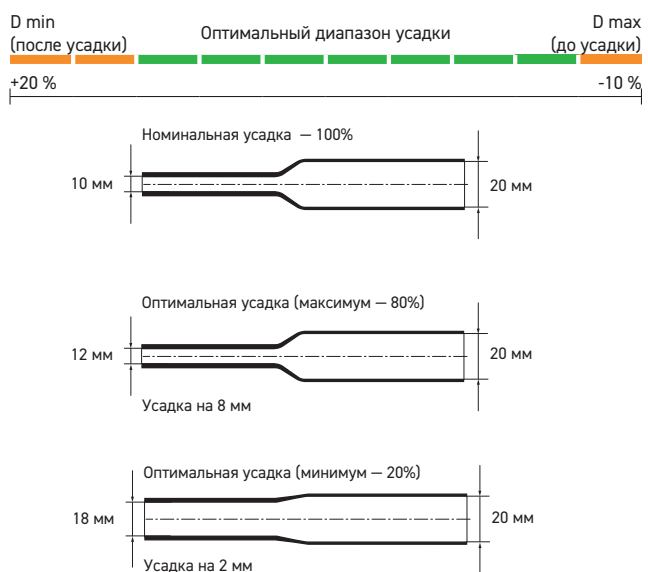 D min
(после усадки)
Оптимальный диапазон усадки
D max
(до усадки)
+20 %
-10 %
Номинальная усадка — 100%
10 мм
20 мм
Оптимальная усадка (максимум — 80%)
12 мм
20 мм
Усадка на 8 мм
Оптимальная усадка (минимум — 20%)
18 мм
20 мм
Усадка на 2 мм